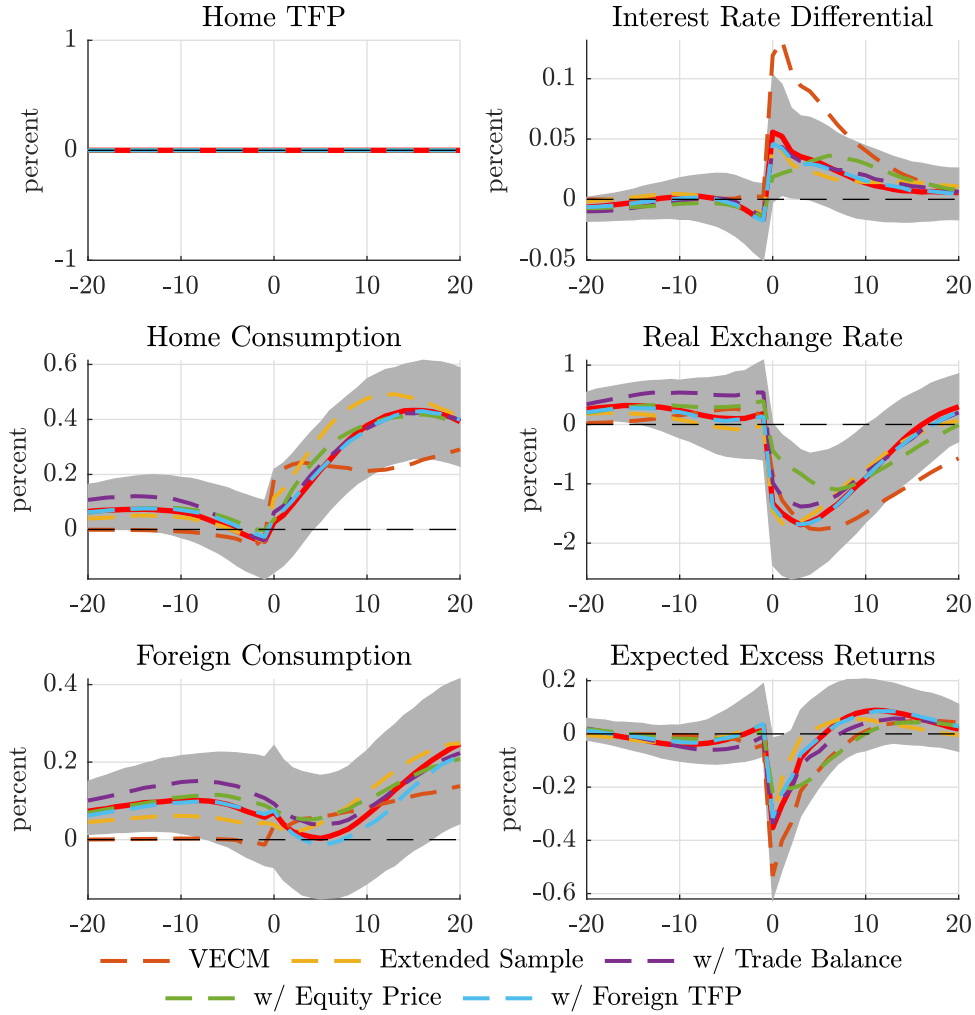 Home TFP
percent
1
0
-1
-20 -10 0 10 20
Interest Rate Differential
percent
0.1
0.05
0
-0.05
-20 -10 0 10 20
Home Consumption
percent
0.6
0.4
0.2
0
-20 -10 0 10 20
Real Exchange Rate
percent
1
0
-1
-2
-20 -10 0 10 20
Foreign Consumption
percent
0.4
0.2
0
-20 -10 0 10 20
Expected Excess Returns
percent
0.2
0
-0.2
-0.4
-0.6
-20 -10 0 10 20
VECM Extended Sample w/ Trade Balance
w/ Equity Price w/ Foreign TFP